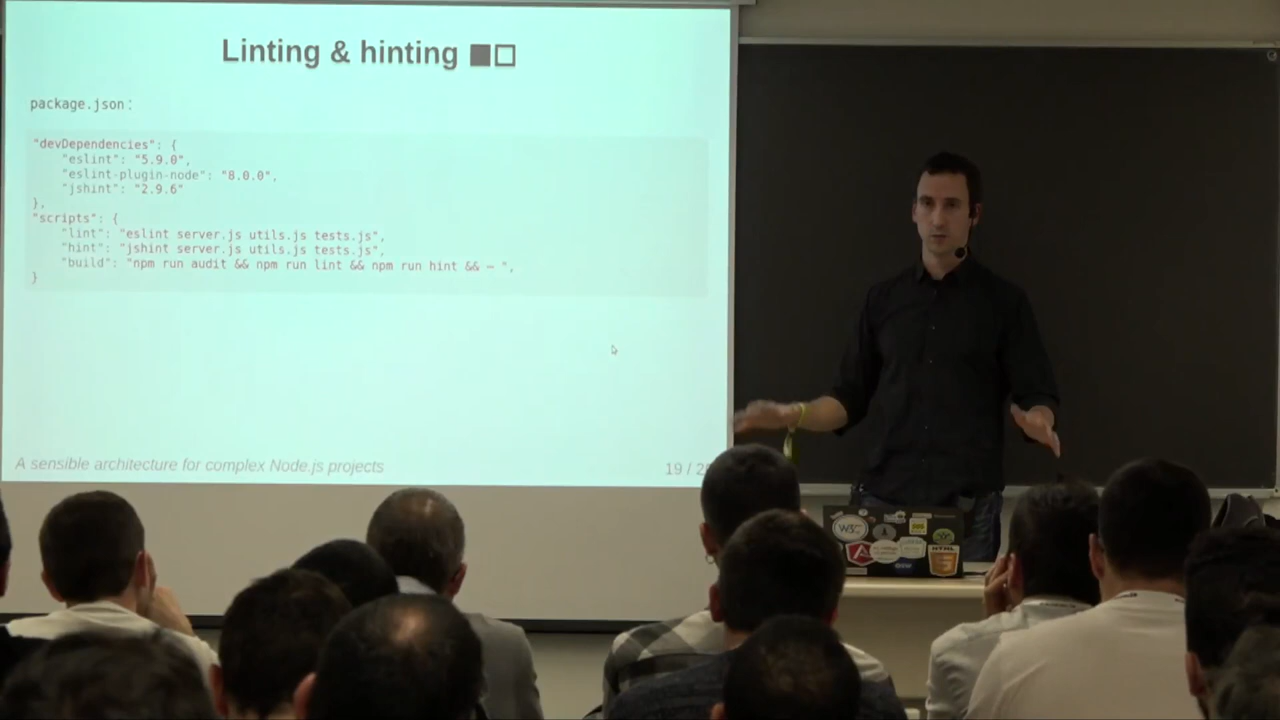 Linting & hinting
package.json:
"devDependencies": {
"eslint": "5.9.0",
"eslint-plugin-node": "8.0.0",
"jshint": "2.9.6"
},
"scripts": {
"lint": "eslint server.js utils.js tests.js",
"hint": "jshint server.js utils.js tests.js",
"build": "npm run audit && npm run lint && npm run hint && … ",
}
A sensible architecture for complex Node.js projects
19 /
W3C
HTML